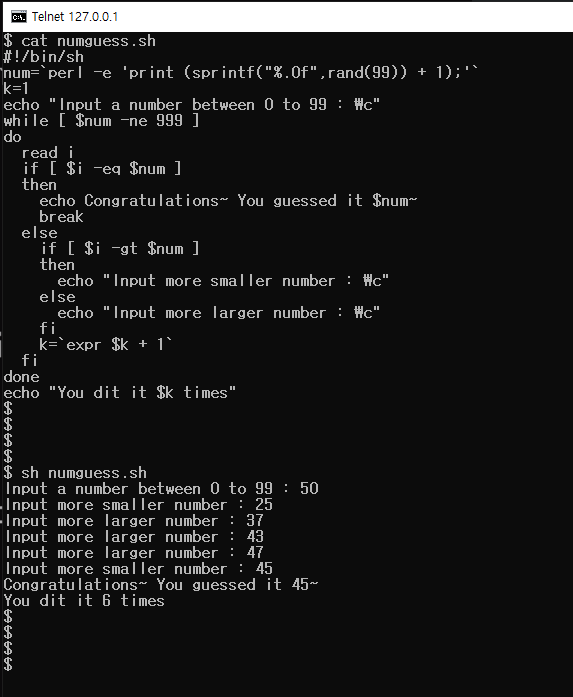 Telnet 127.0.0.1
$ cat numguess.sh
#!/bin/sh
num=`perl -e 'print (sprintf("%.0f",rand(99)) + 1);'`
k=1
echo "Input a number between 0 to 99 : ₩c"
while [ $num -ne 999 ]
do
  read i
  if [ $i -eq $num ]
  then
    echo Congratulations~ You guessed it $num~
    break
  else
    if [ $i -gt $num ]
    then
      echo "Input more smaller number : ₩c"
    else
      echo "Input more larger number : ₩c"
    fi
    k=`expr $k + 1`
  fi
done
echo "You dit it $k times"
$
$
$
$
$ sh numguess.sh
Input a number between 0 to 99 : 50
Input more smaller number : 25
Input more larger number : 37
Input more larger number : 43
Input more larger number : 47
Input more smaller number : 45
Congratulations~ You guessed it 45~
You dit it 6 times
$
$
$
$